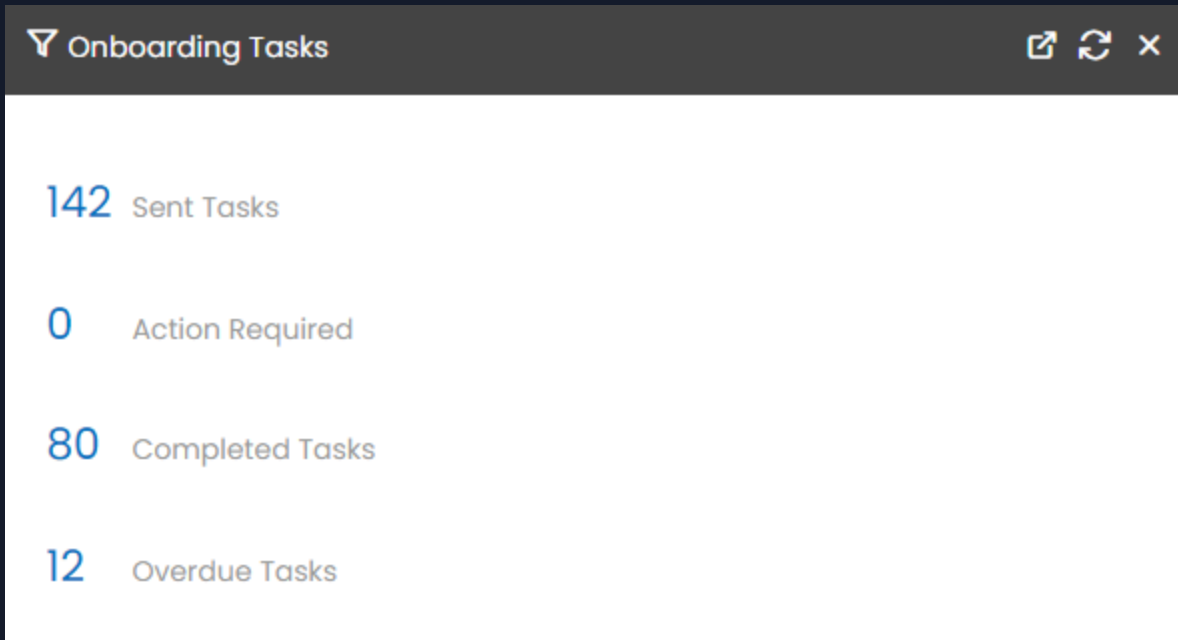 Onboarding Tasks
142 Sent Tasks
0 Action Required
80 Completed Tasks
12 Overdue Tasks